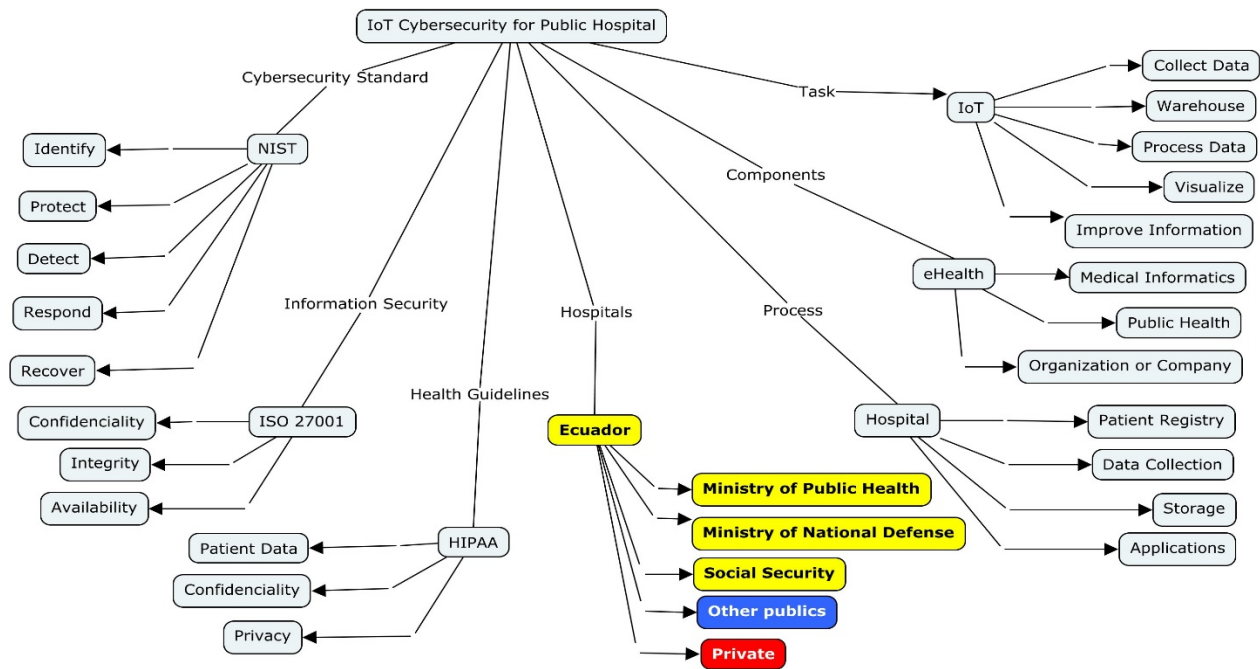 IoT Cybersecurity for Public Hospital
Cybersecurity Standard
NIST
Identify
Protect
Detect
Respond
Recover
Information Security
ISO 27001
Confidenciality
Integrity
Availability
Health Guidelines
HIPAA
Patient Data
Confidenciality
Privacy
Hospitals
Ecuador
Ministry of Public Health
Ministry of National Defense
Social Security
Other publics
Private
Process
Hospital
Patient Registry
Data Collection
Storage
Applications
Components
eHealth
Medical Informatics
Public Health
Organization or Company
Task
IoT
Collect Data
Warehouse
Process Data
Visualize
Improve Information